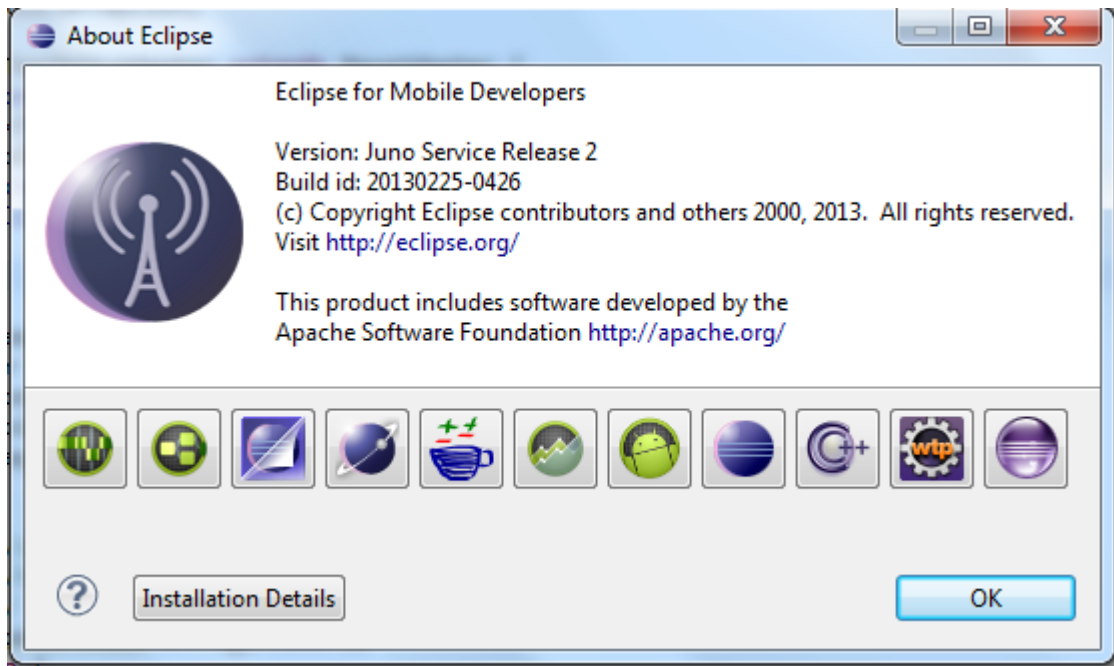 About Eclipse
Eclipse for Mobile Developers
Version: Juno Service Release 2
Build id: 20130225-0426
(c) Copyright Eclipse contributors and others 2000, 2013.  All rights reserved.
Visit http://eclipse.org/
This product includes software developed by the
Apache Software Foundation http://apache.org/
C++
wtp
?
Installation Details
OK